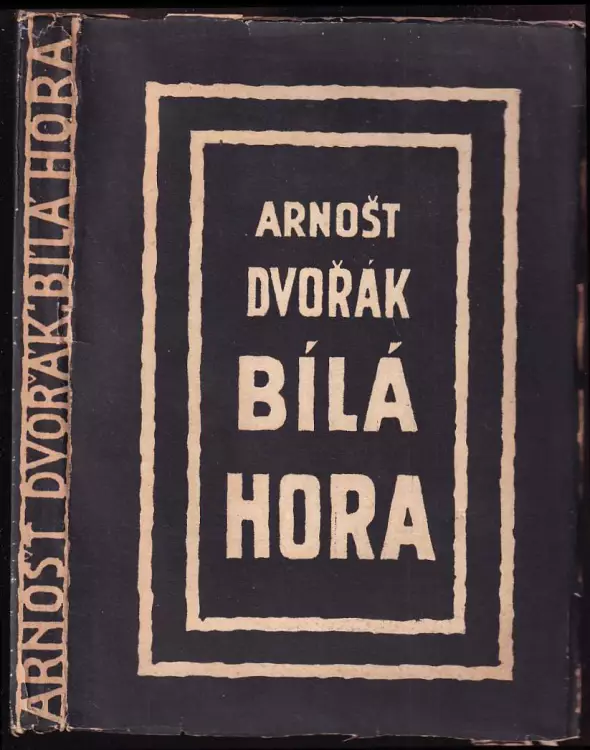 ARNOŠT DVOŘÁK: BÍLÁ HORA
ARNOŠT
DVOŘÁK
BÍLÁ
HORA